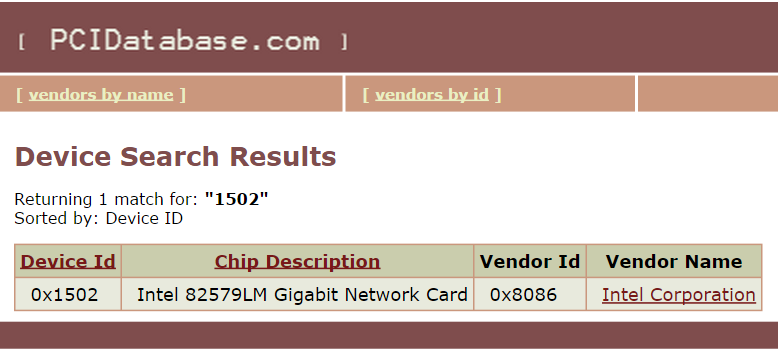 [ PCIDatabase.com ]
[ vendors by name ] [ vendors by id ]
Device Search Results
Returning 1 match for: "1502"
Sorted by: Device ID
Device Id Chip Description Vendor Id Vendor Name
0x1502 Intel 82579LM Gigabit Network Card 0x8086 Intel Corporation